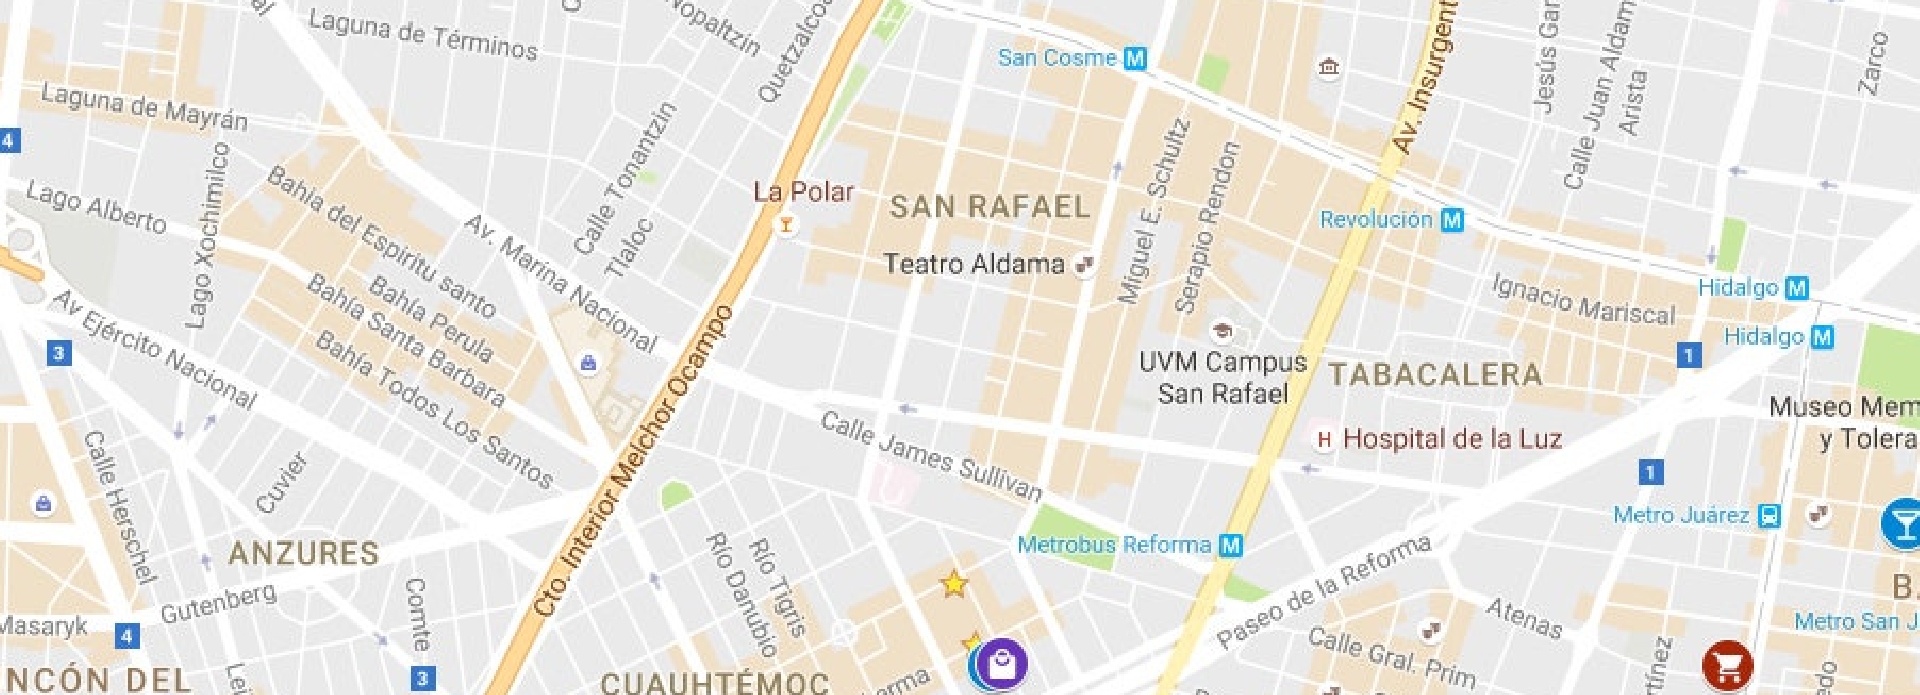 Laguna de Términos
Nopaltzin
San Cosme M
Av. Insurgent
Calle Juan Aldam
Arista
Zarco
Laguna de Mayrán
4
Lago Alberto
Lago Xochimilco
Bahía del Espiritu santo
Bahía Perula
Bahía Santa Barbara
Bahía Todos Los Santos
Av. Marina Nacional
Calle Tonantzin
Tlaloc
La Polar
SAN RAFAEL
Teatro Aldama
Miguel E. Schultz
Serapio Rendon
Revolución M
Ignacio Mariscal
Hidalgo M
Hidalgo M
1
Av Ejército Nacional
3
Cto. Interior Melchor Ocampo
UVM Campus
San Rafael
TABACALERA
H Hospital de la Luz
Museo Mem
y Tolera
Calle James Sullivan
Calle Herschel
Cuvier
ANZURES
Gutenberg
Masaryk
4
Comte
3
NCÓN DEL
Río Danubio
Río Tigris
CUAUHTÉMOC
Metrobus Reforma M
Paseo de la Reforma
1
Metro Juárez
Atenas
Calle Gral. Prim
Metro San J